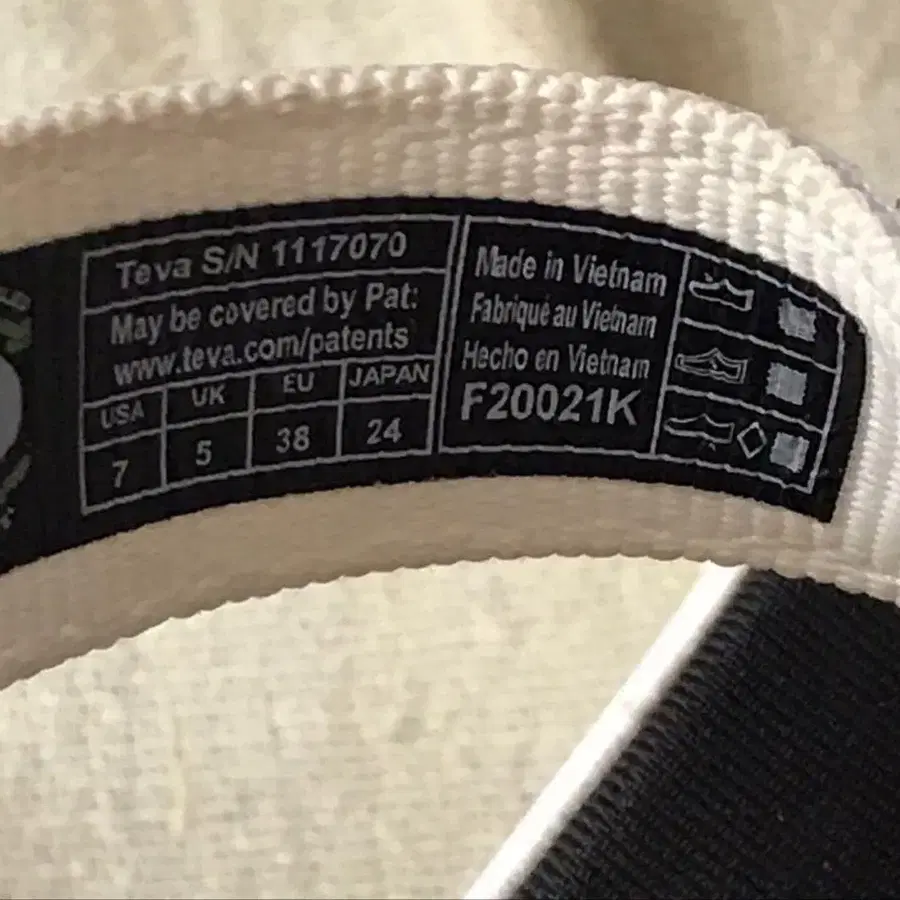 Teva S/N 1117070
May be covered by Pat:
www.teva.com/patents
USA UK EU JAPAN
7 5 38 24
Made in Vietnam
Fabriqué au Vietnam
Hecho en Vietnam
F20021K